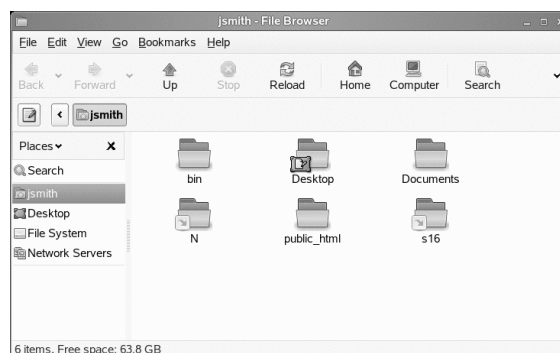 jsmith - File Browser
File Edit View Go Bookmarks Help
Back Forward Up Stop Reload Home Computer Search
jsmith
Places
Search
jsmith
Desktop
File System
Network Servers
bin Desktop Documents
N public_html s16
6 items, Free space: 63.8 GB